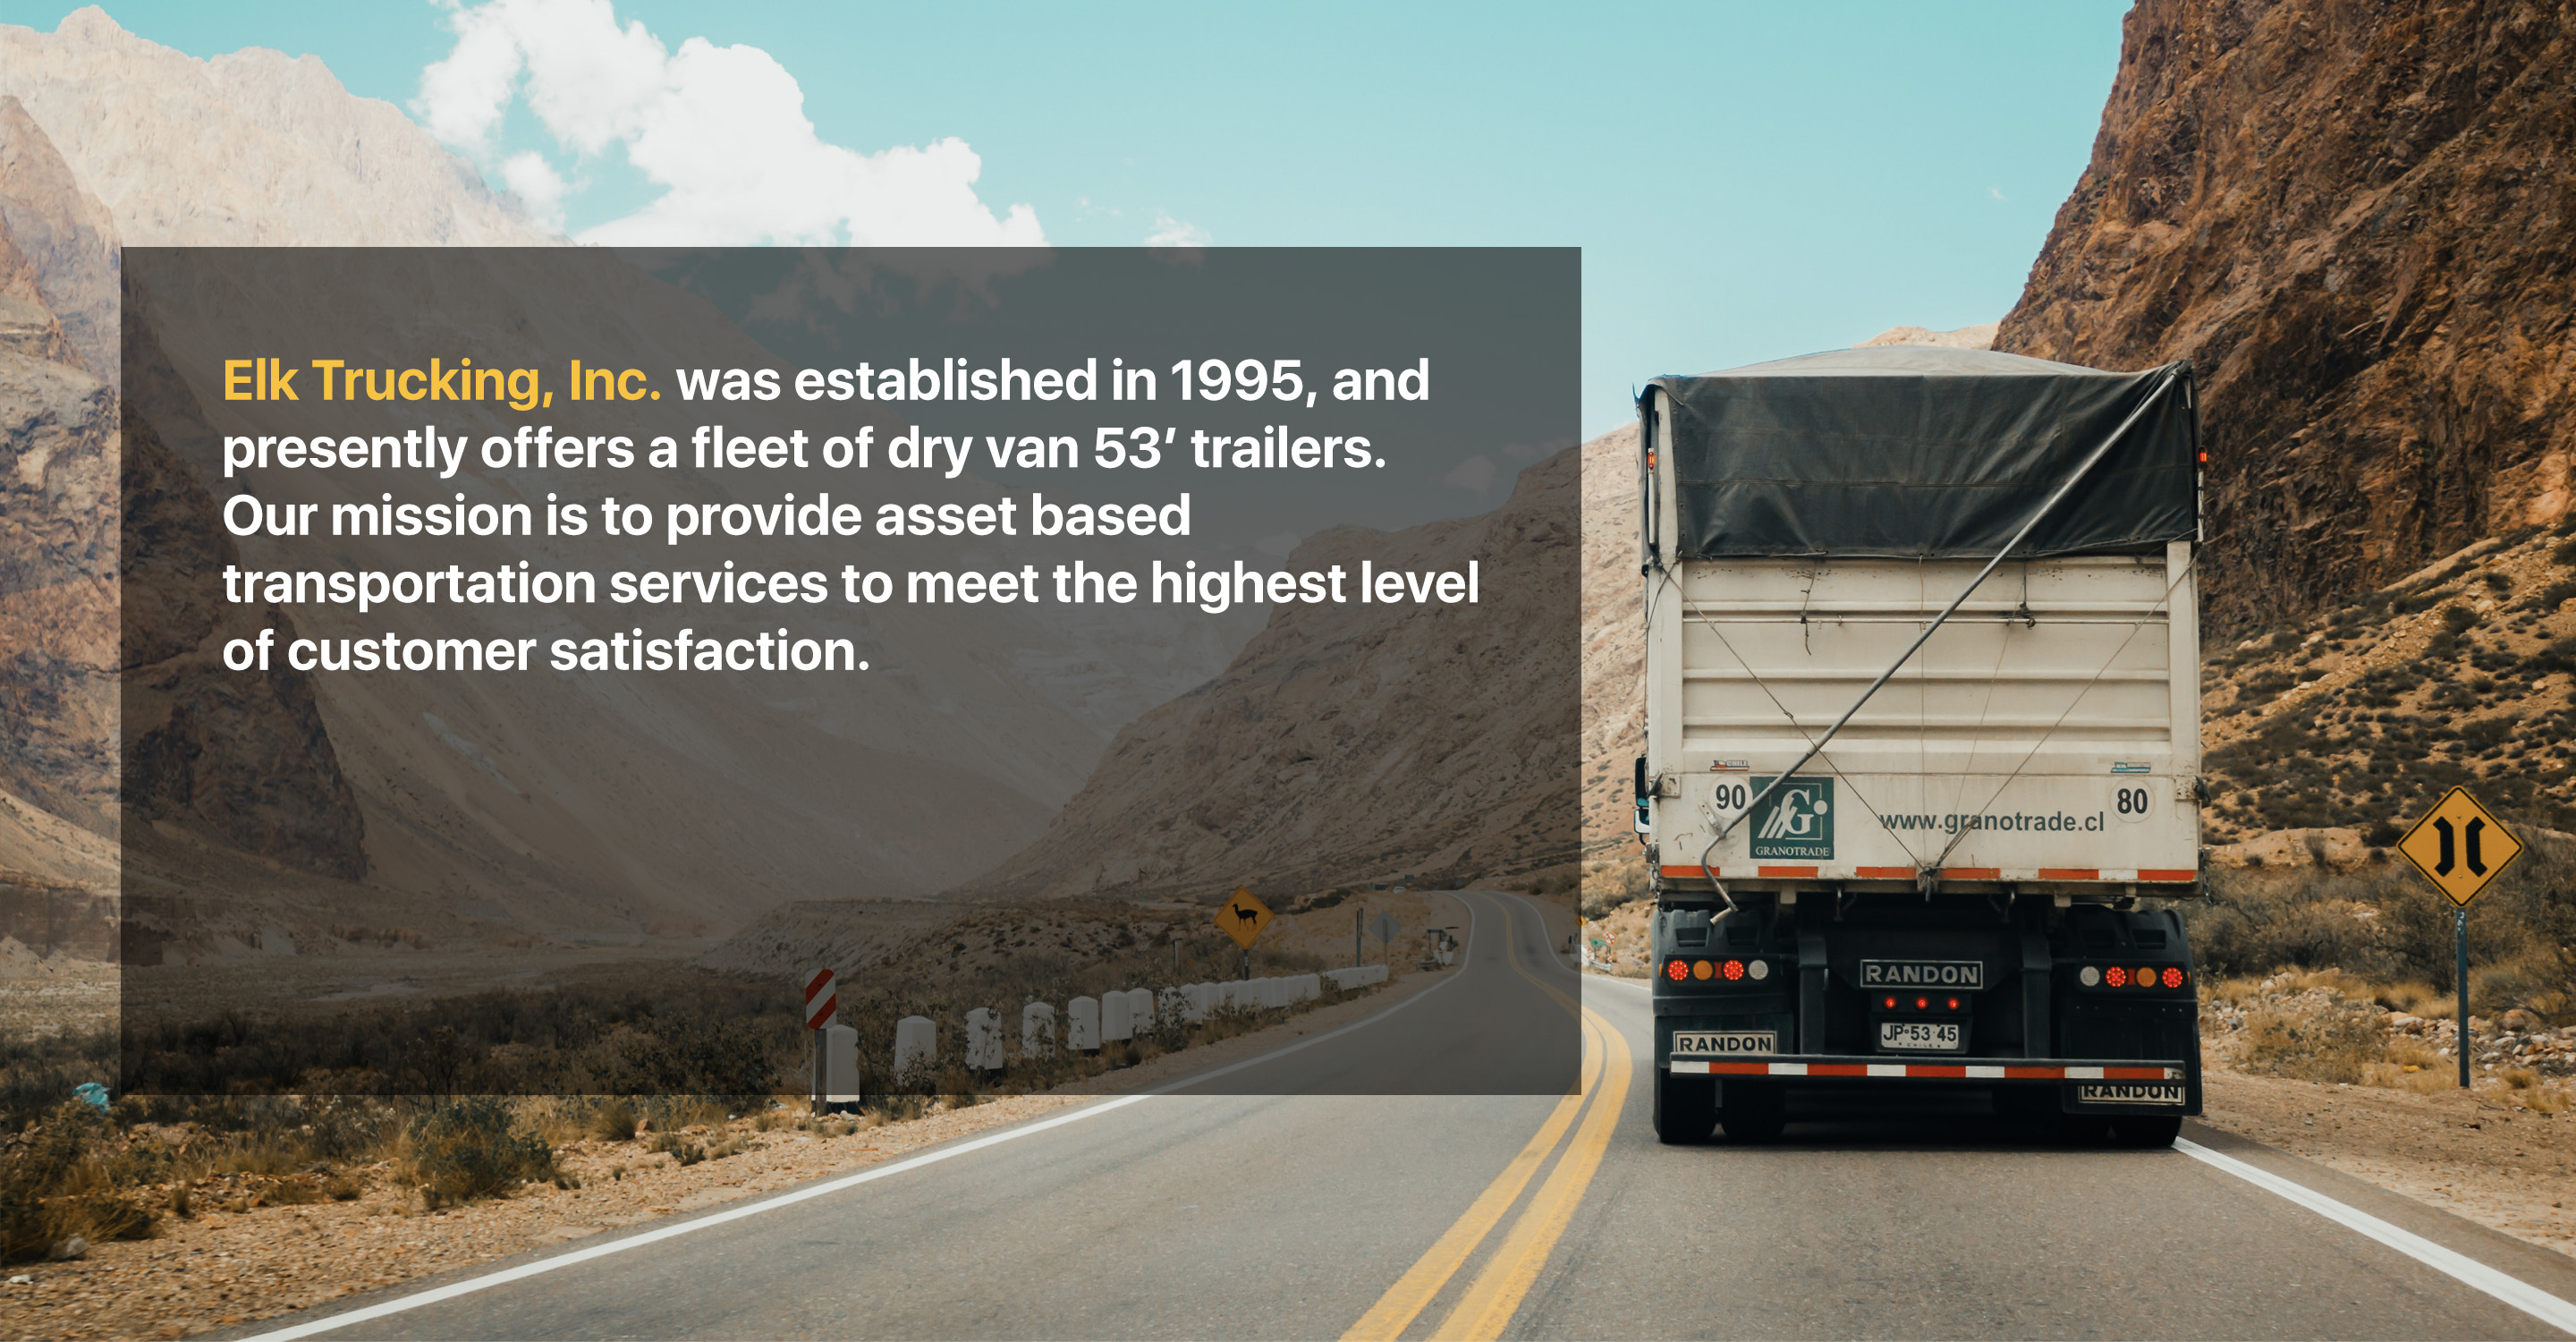 Elk Trucking, Inc. was established in 1995, and
presently offers a fleet of dry van 53’ trailers.
Our mission is to provide asset based
transportation services to meet the highest level
of customer satisfaction.
90
GRANOTRADE
www.granotrade.cl
80
RANDON
JP 53 45
CHILE
RANDON
RANDON